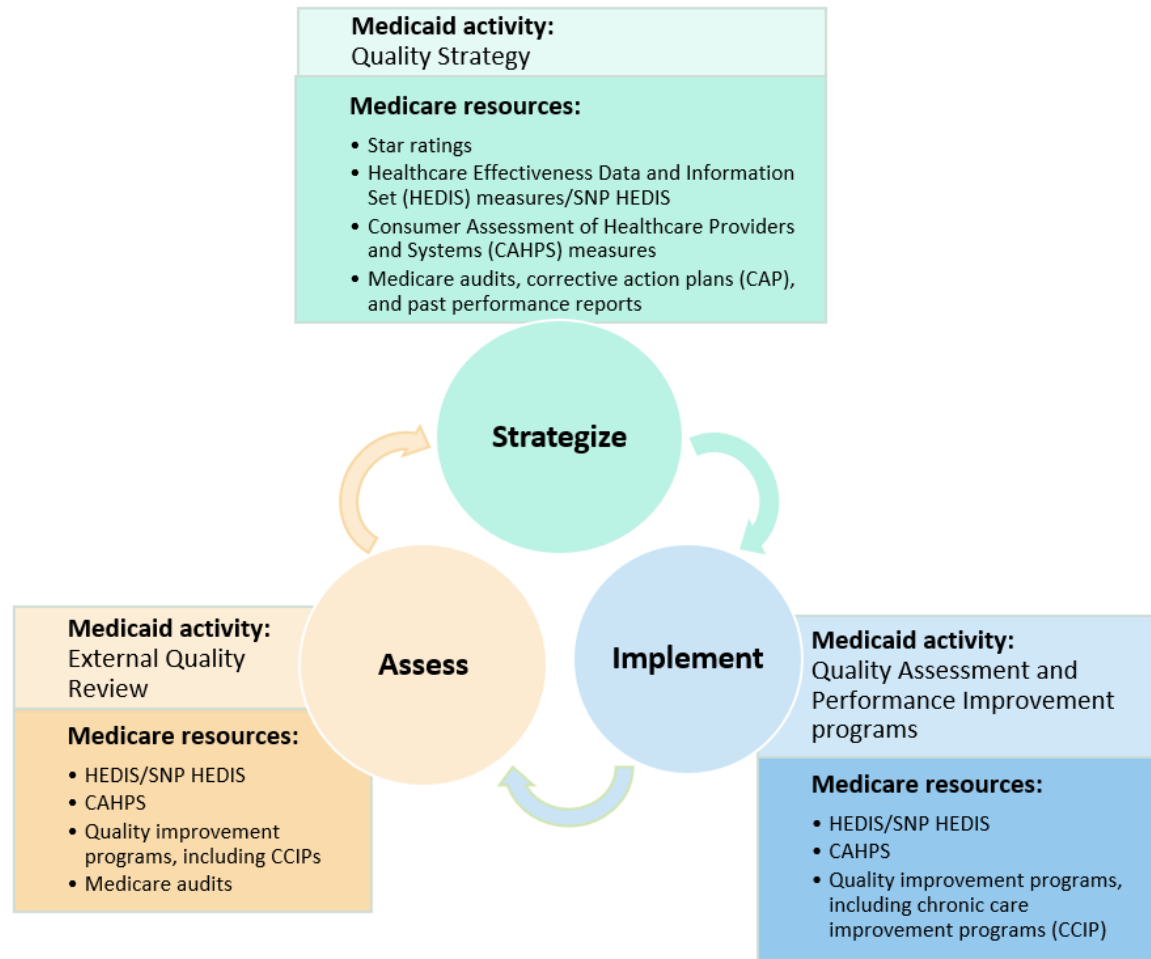 Medicaid activity:
Quality Strategy
Medicare resources:
• Star ratings
• Healthcare Effectiveness Data and Information
Set (HEDIS) measures/SNP HEDIS
• Consumer Assessment of Healthcare Providers
and Systems (CAHPS) measures
• Medicare audits, corrective action plans (CAP),
and past performance reports
Strategize
Assess
Implement
Medicaid activity:
External Quality
Review
Medicare resources:
• HEDIS/SNP HEDIS
• CAHPS
• Quality improvement
programs, including CCIPs
• Medicare audits
Medicaid activity:
Quality Assessment and
Performance Improvement
programs
Medicare resources:
• HEDIS/SNP HEDIS
• CAHPS
• Quality improvement programs,
including chronic care
improvement programs (CCIP)